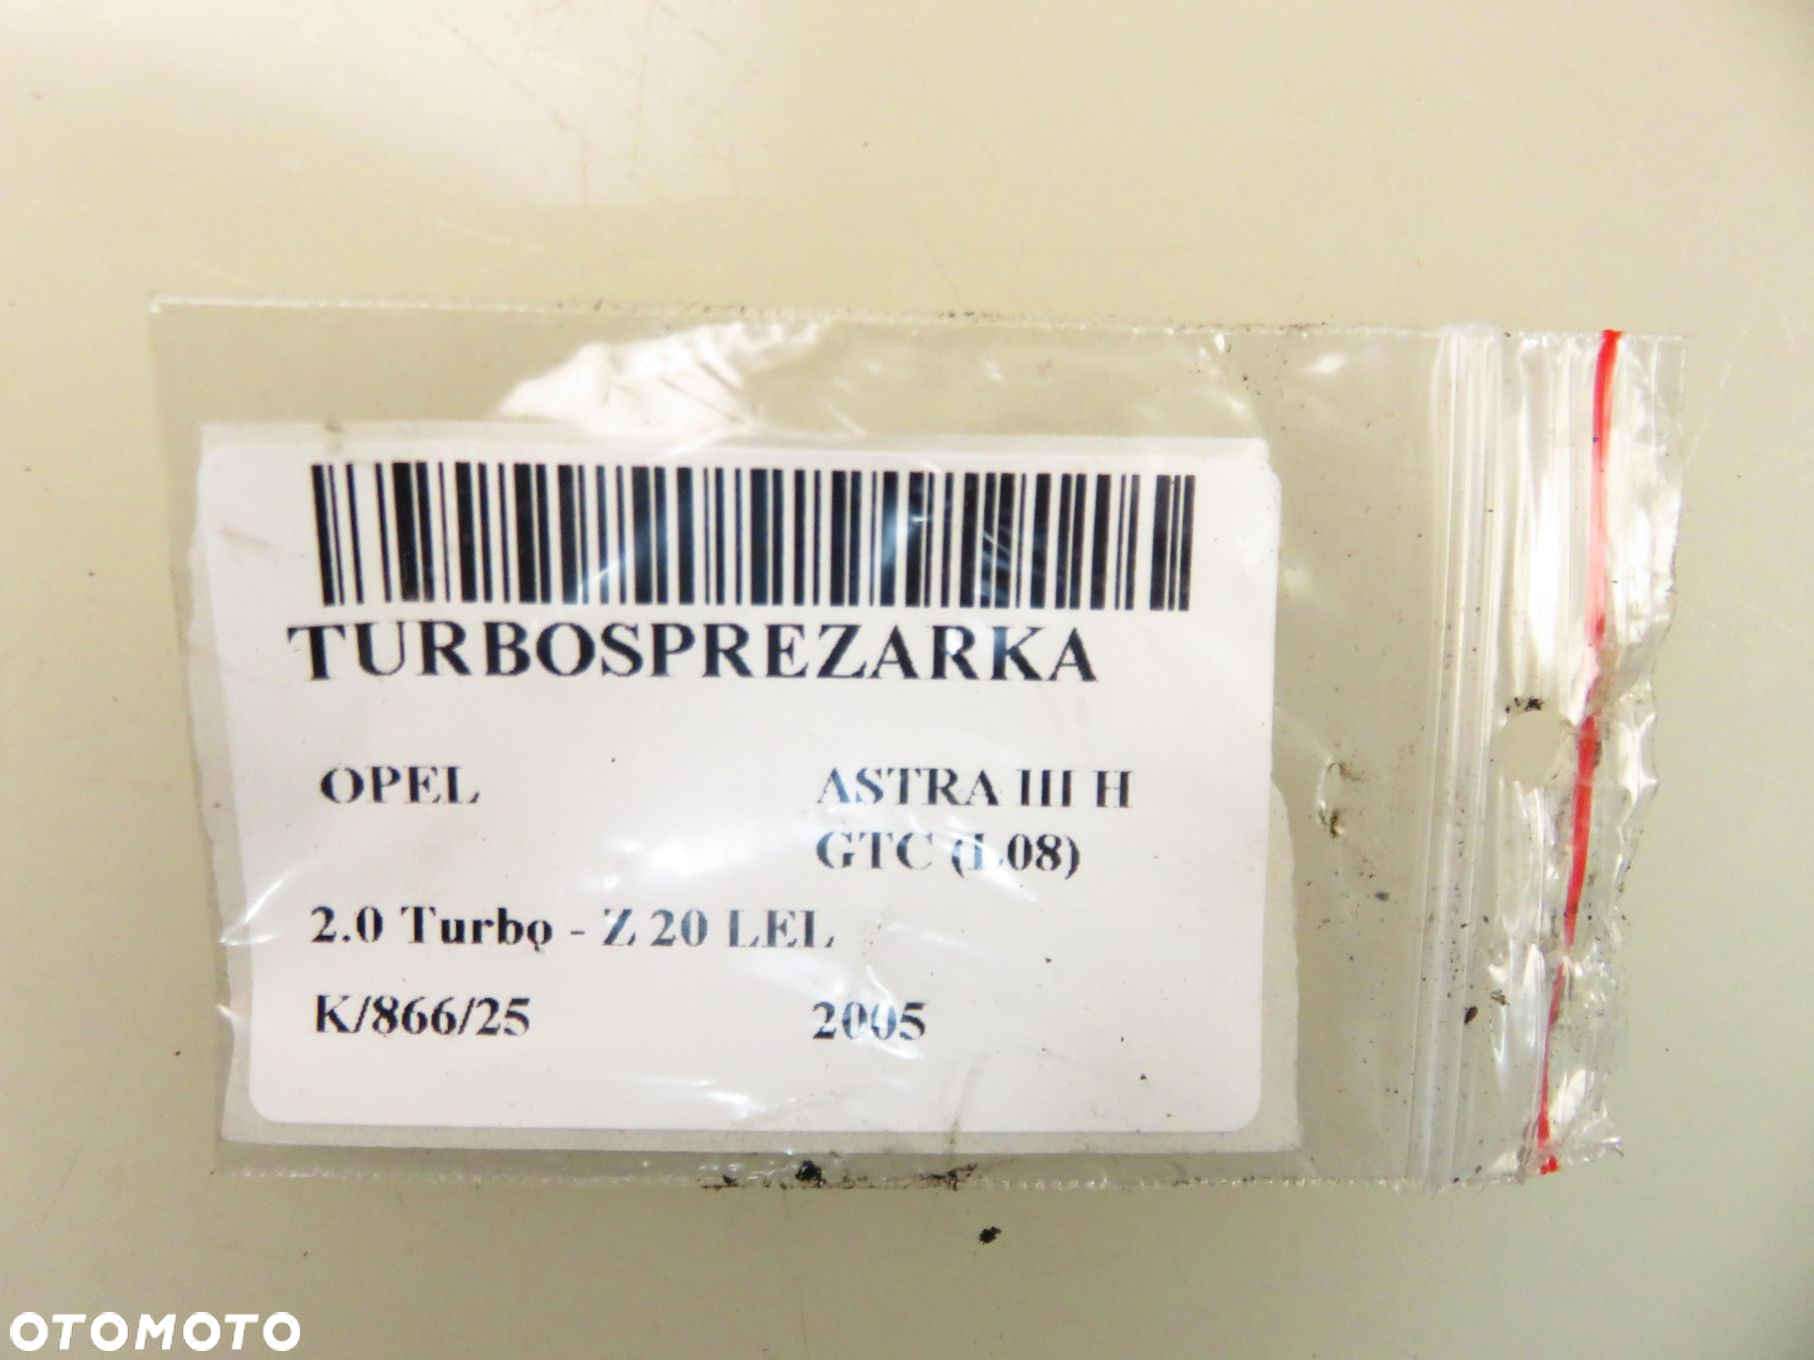 TURBOSPREZARKA
OPEL
ASTRA III H
GTC (L08)
2.0 Turbo - Z 20 LEL
K/866/25
2005
OTOMOTO